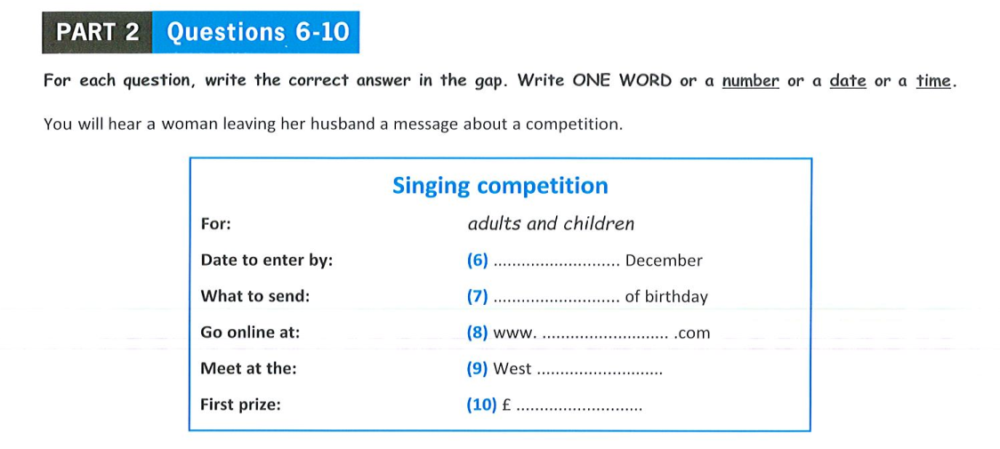 PART 2 Questions 6-10
For each question, write the correct answer in the gap. Write ONE WORD or a number or a date or a time.
You will hear a woman leaving her husband a message about a competition.
Singing competition
For: adults and children
Date to enter by: (6) ........................... December
What to send: (7) ........................... of birthday
Go online at: (8) www. ........................... .com
Meet at the: (9) West ...........................
First prize: (10) £ ...........................